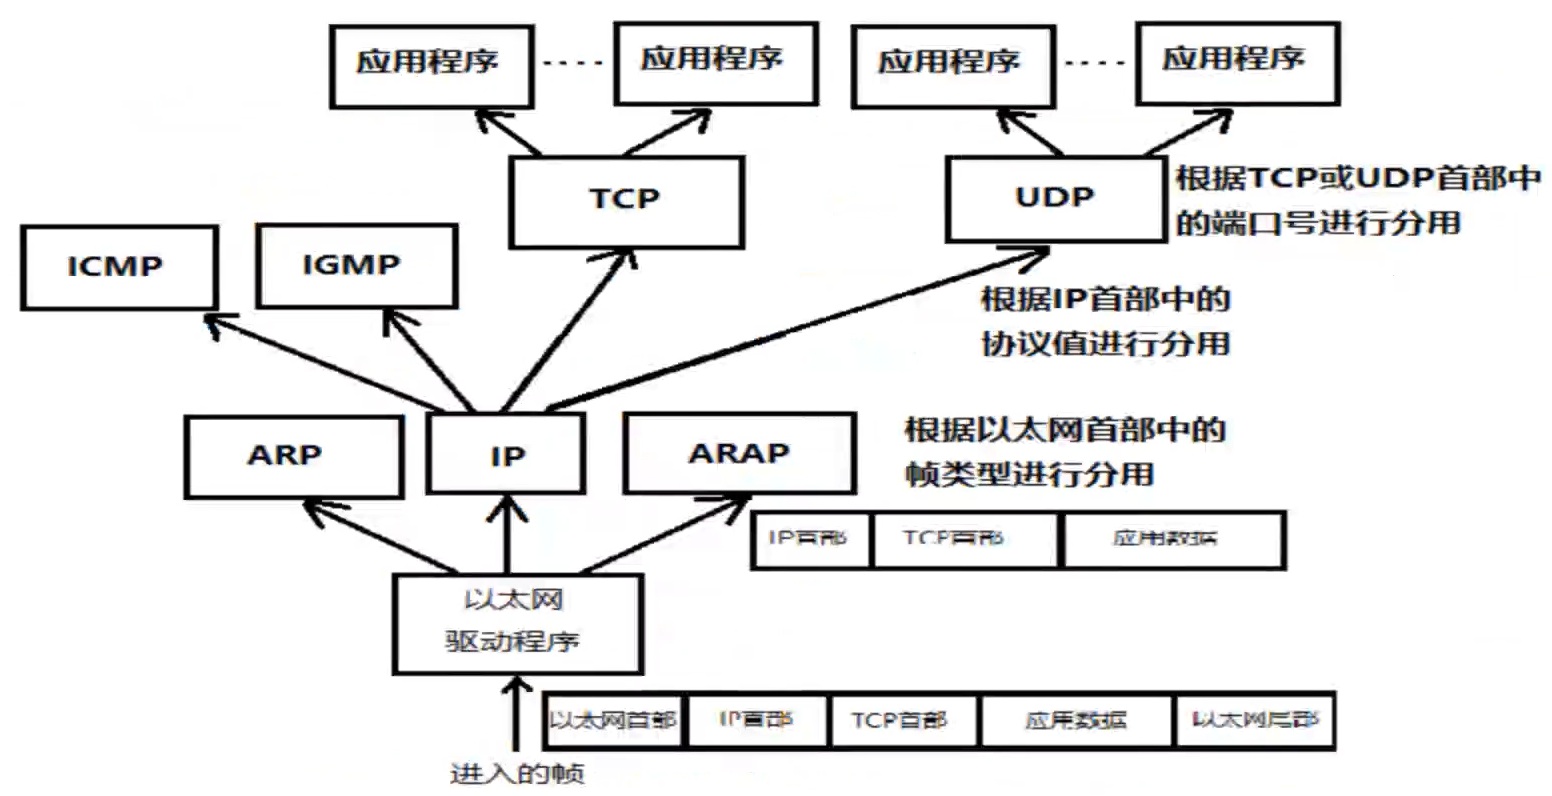 应用程序 ···· 应用程序 应用程序 ···· 应用程序
TCP
UDP
根据TCP或UDP首部中
的端口号进行分用
ICMP
IGMP
根据IP首部中的
协议值进行分用
ARP
IP
ARAP
根据以太网首部中的
帧类型进行分用
IP首部 TCP首部 应用数据
以太网
驱动程序
以太网首部 IP首部 TCP首部 应用数据 以太网尾部
进入的帧